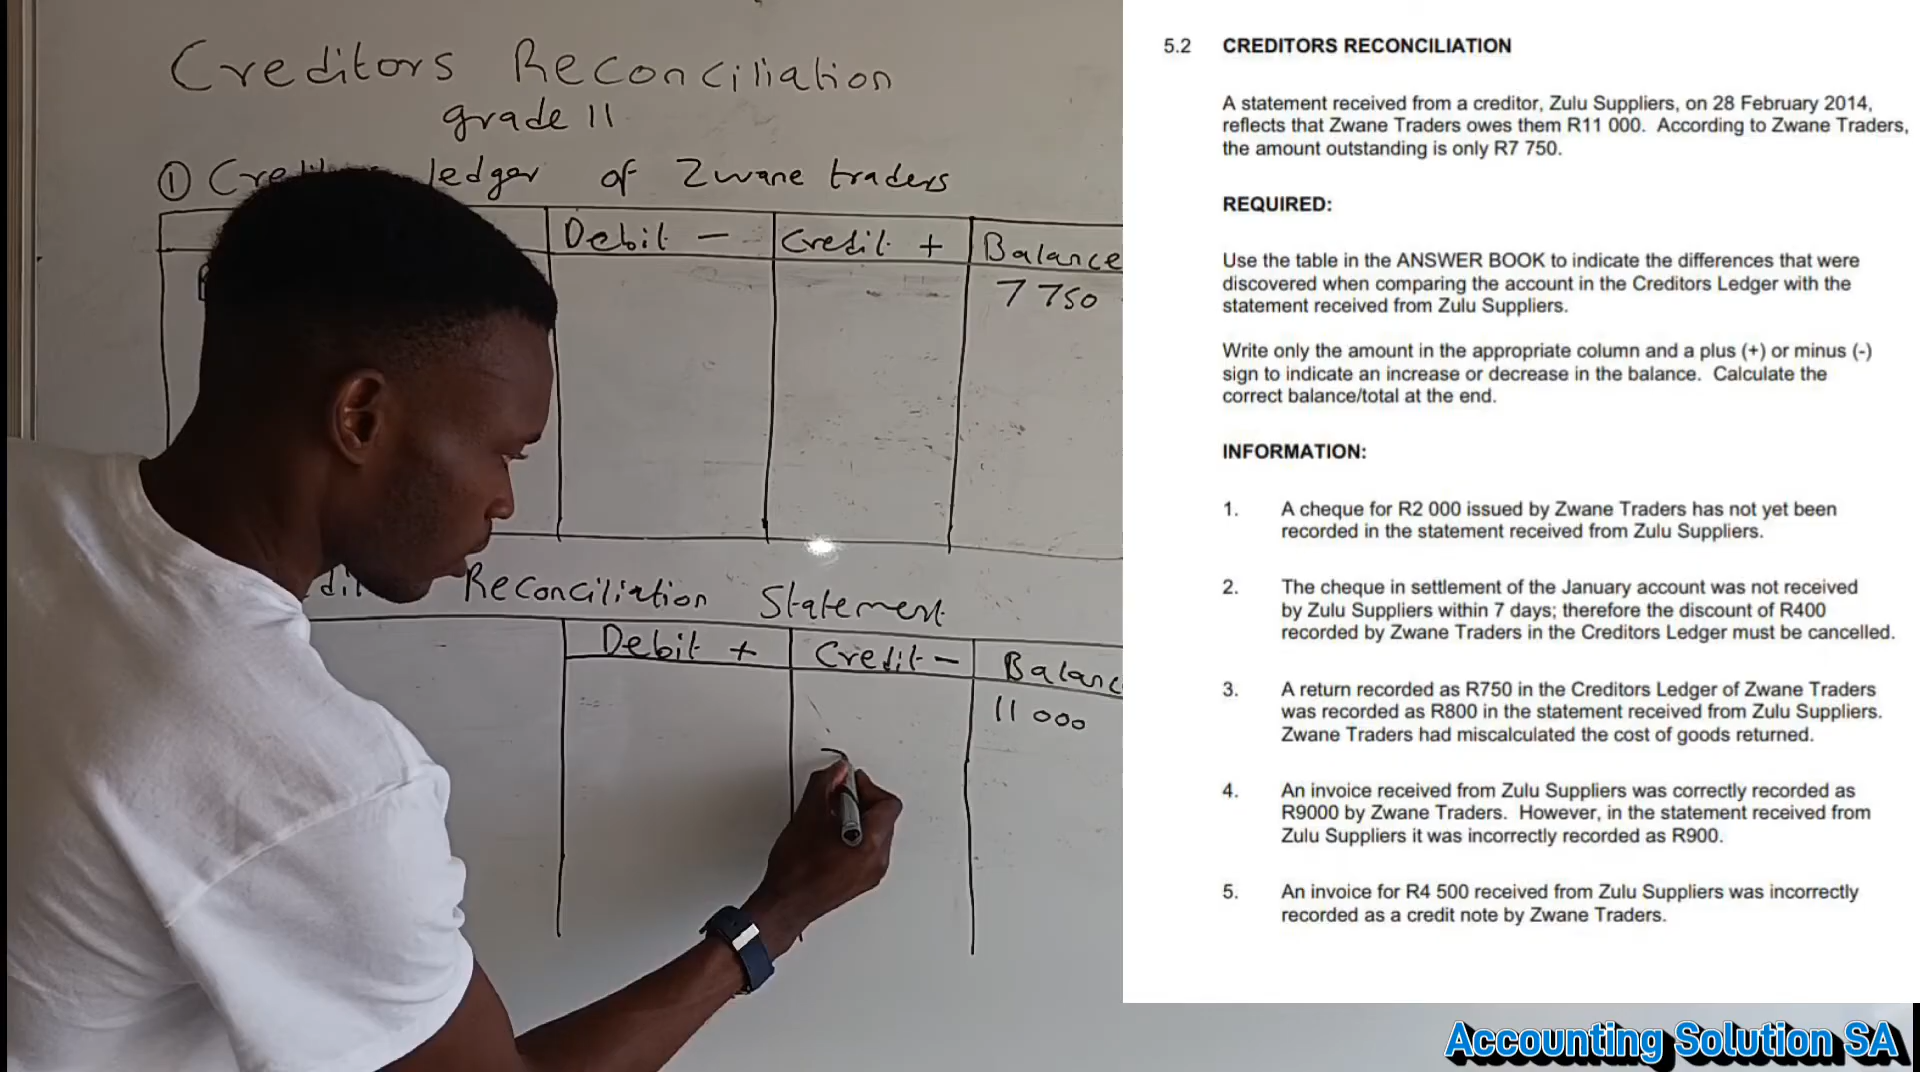 Creditors Reconciliation
grade 11
① ledger of Zwane traders
Debit - Credit + Balance
7 750
Reconciliation Statement
Debit + Credit - Balanc
11 000
5.2 CREDITORS RECONCILIATION
A statement received from a creditor, Zulu Suppliers, on 28 February 2014,
reflects that Zwane Traders owes them R11 000. According to Zwane Traders,
the amount outstanding is only R7 750.
REQUIRED:
Use the table in the ANSWER BOOK to indicate the differences that were
discovered when comparing the account in the Creditors Ledger with the
statement received from Zulu Suppliers.
Write only the amount in the appropriate column and a plus (+) or minus (-)
sign to indicate an increase or decrease in the balance. Calculate the
correct balance/total at the end.
INFORMATION:
1. A cheque for R2 000 issued by Zwane Traders has not yet been
recorded in the statement received from Zulu Suppliers.
2. The cheque in settlement of the January account was not received
by Zulu Suppliers within 7 days; therefore the discount of R400
recorded by Zwane Traders in the Creditors Ledger must be cancelled.
3. A return recorded as R750 in the Creditors Ledger of Zwane Traders
was recorded as R800 in the statement received from Zulu Suppliers.
Zwane Traders had miscalculated the cost of goods returned.
4. An invoice received from Zulu Suppliers was correctly recorded as
R9000 by Zwane Traders. However, in the statement received from
Zulu Suppliers it was incorrectly recorded as R900.
5. An invoice for R4 500 received from Zulu Suppliers was incorrectly
recorded as a credit note by Zwane Traders.
Accounting Solution SA